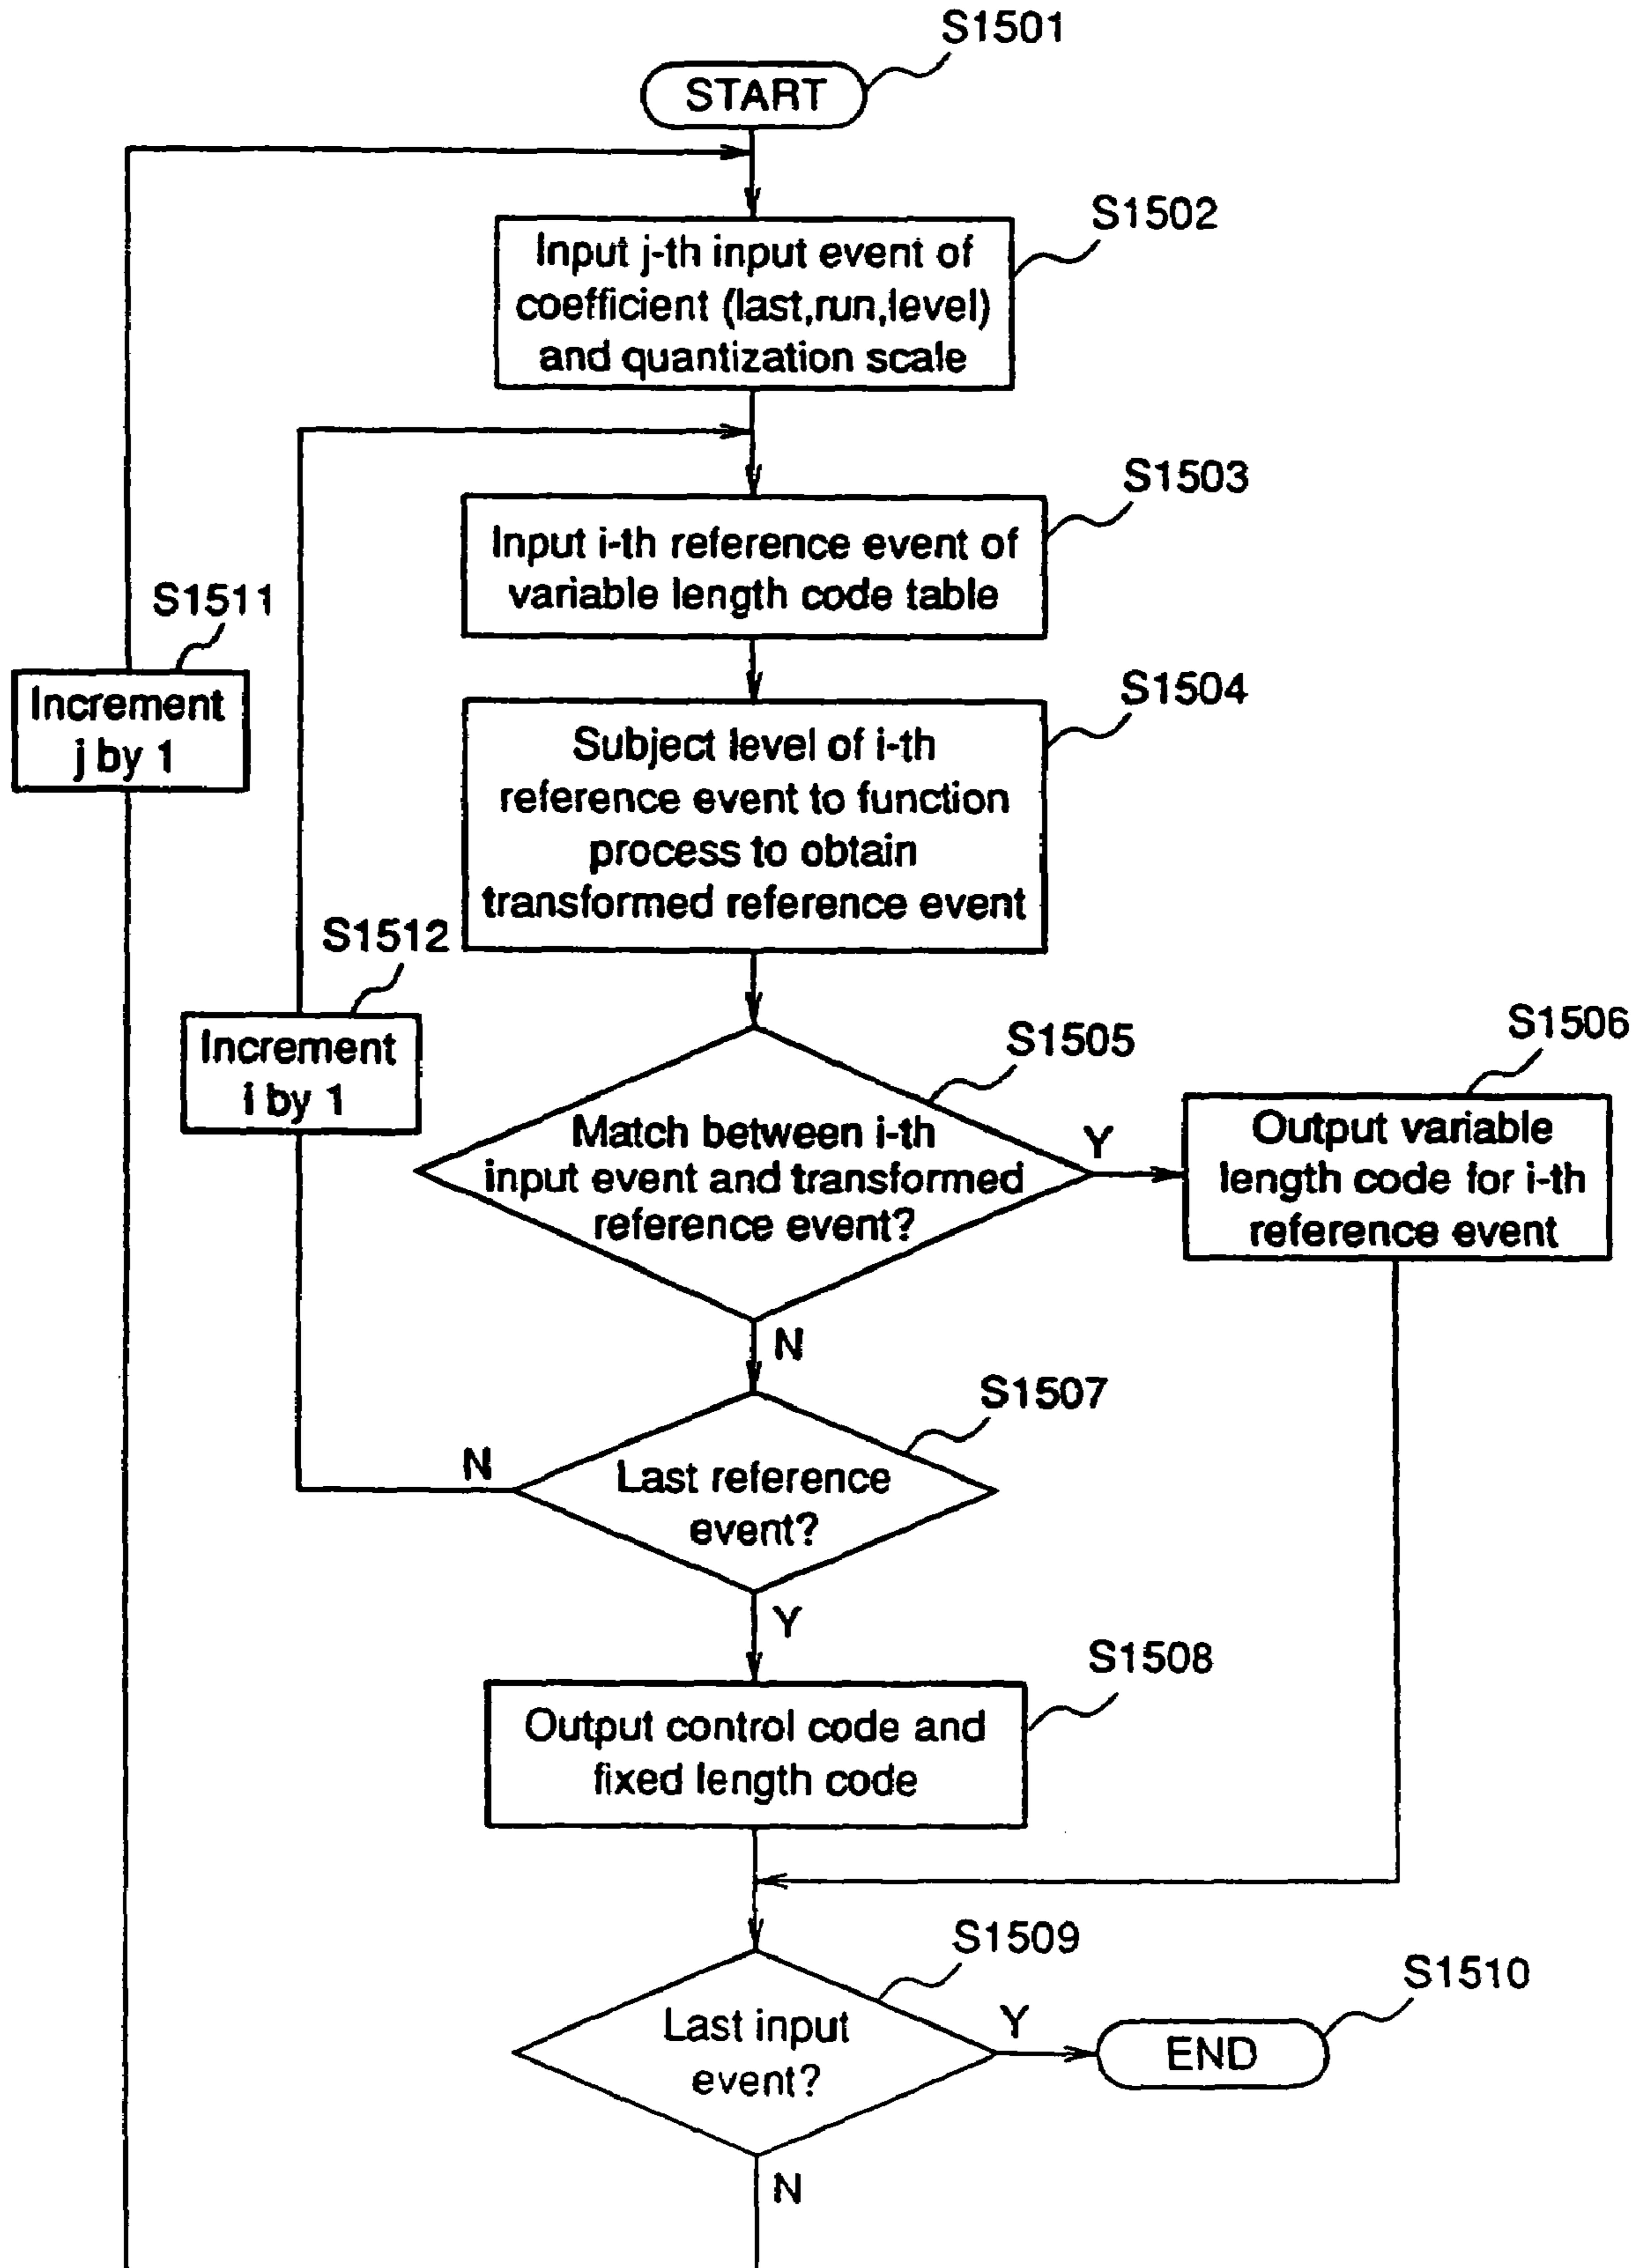 S1501
START
S1502
Input j-th input event of
coefficient (last,run,level)
and quantization scale
S1503
Input i-th reference event of
variable length code table
S1511
Increment
j by 1
S1504
Subject level of i-th
reference event to function
process to obtain
transformed reference event
S1512
Increment
i by 1
S1505
Match between i-th
input event and transformed
reference event?
Y
S1506
Output variable
length code for i-th
reference event
N
S1507
Last reference
event?
N
Y
S1508
Output control code and
fixed length code
S1509
Last input
event?
Y
S1510
END
N